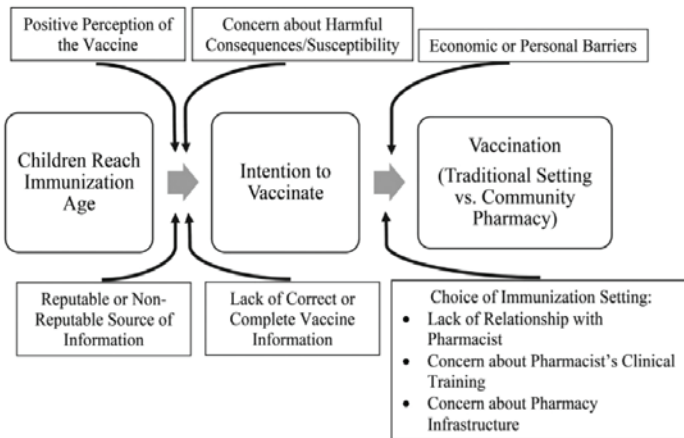 Positive Perception of
the Vaccine
Concern about Harmful
Consequences/Susceptibility
Economic or Personal Barriers
Children Reach
Immunization
Age
Intention to
Vaccinate
Vaccination
(Traditional Setting
vs. Community
Pharmacy)
Reputable or Non-
Reputable Source of
Information
Lack of Correct or
Complete Vaccine
Information
Choice of Immunization Setting:
• Lack of Relationship with
Pharmacist
• Concern about Pharmacist's Clinical
Training
• Concern about Pharmacy
Infrastructure